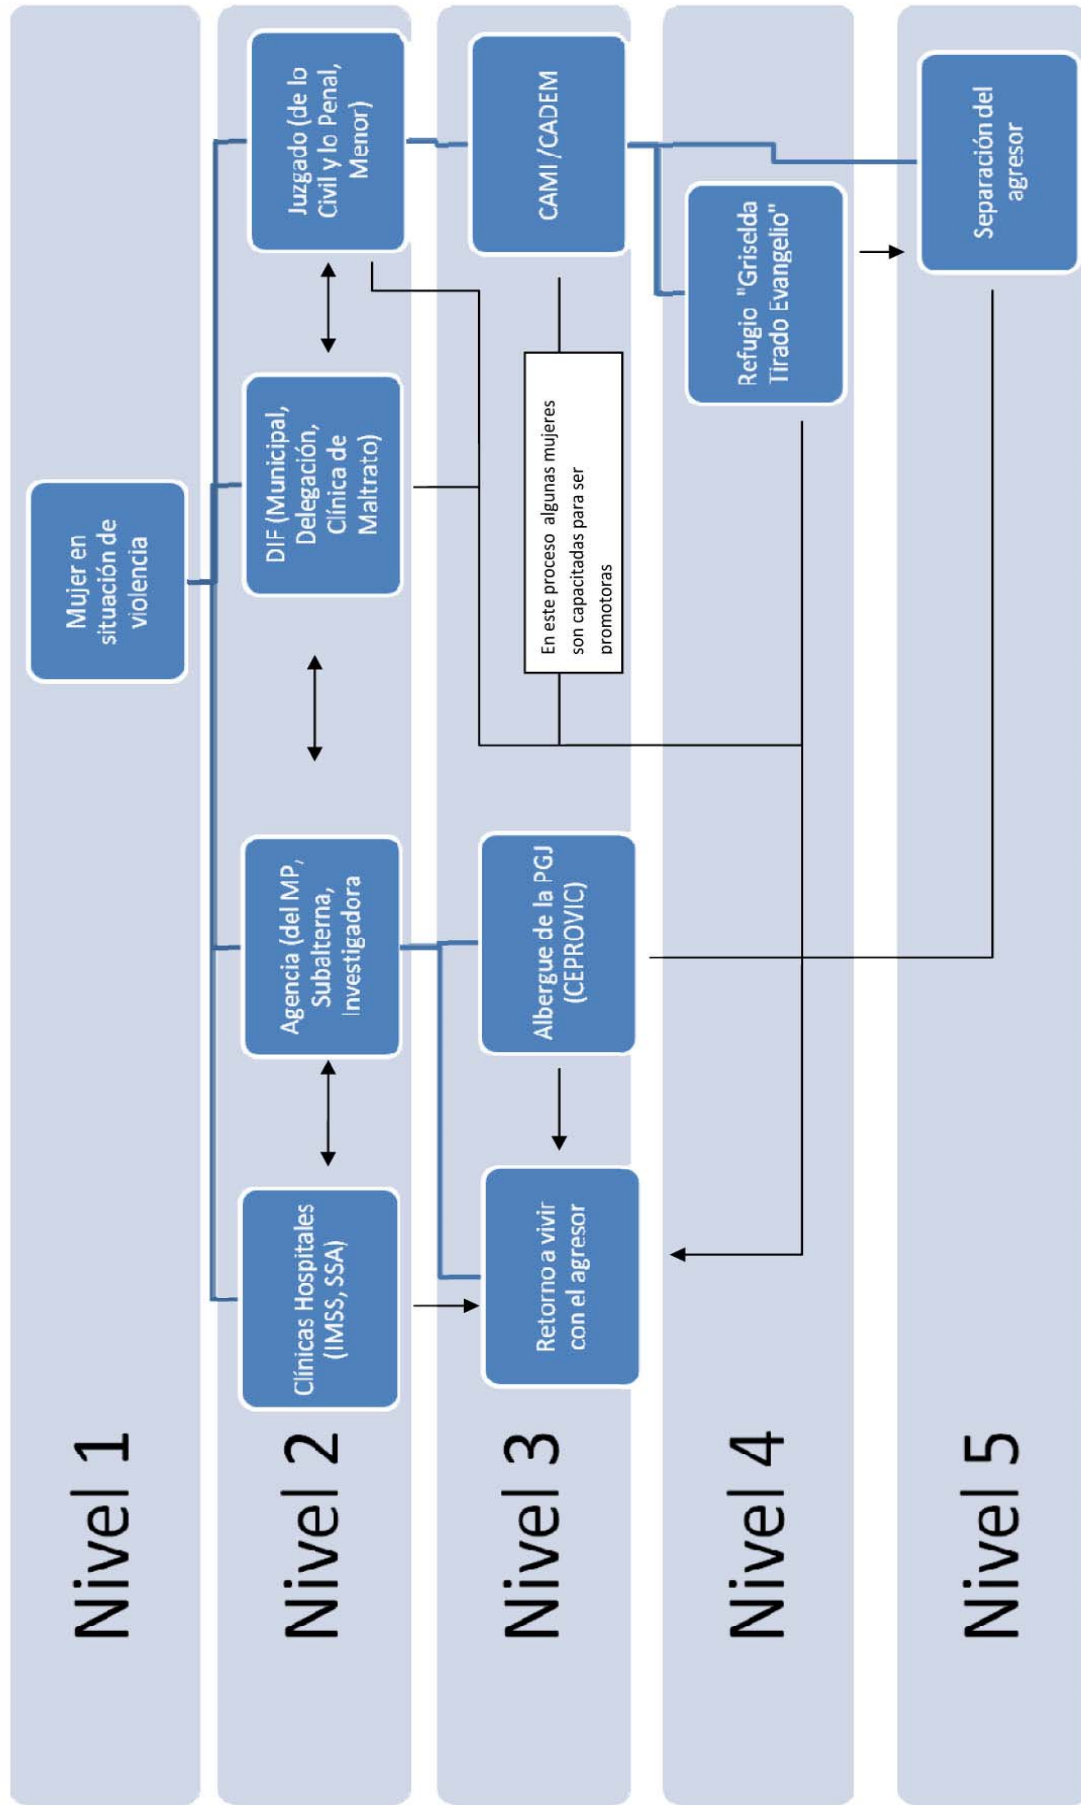 Nivel 1
Mujer en
situación de
violencia
Nivel 2
Clínicas Hospitales
(IMSS, SSA)
Agencia (del MP,
Subalterna,
Investigadora
DIF (Municipal,
Delegación,
Clínica de
Maltrato)
Juzgado (de lo
Civil y lo Penal,
Menor)
Nivel 3
Retorno a vivir
con el agresor
Albergue de la PGJ
(CEPROVIC)
En este proceso algunas mujeres
son capacitadas para ser
promotoras
CAMI /CADEM
Nivel 4
Refugio "Griselda
Tirado Evangelio"
Nivel 5
Separación del
agresor